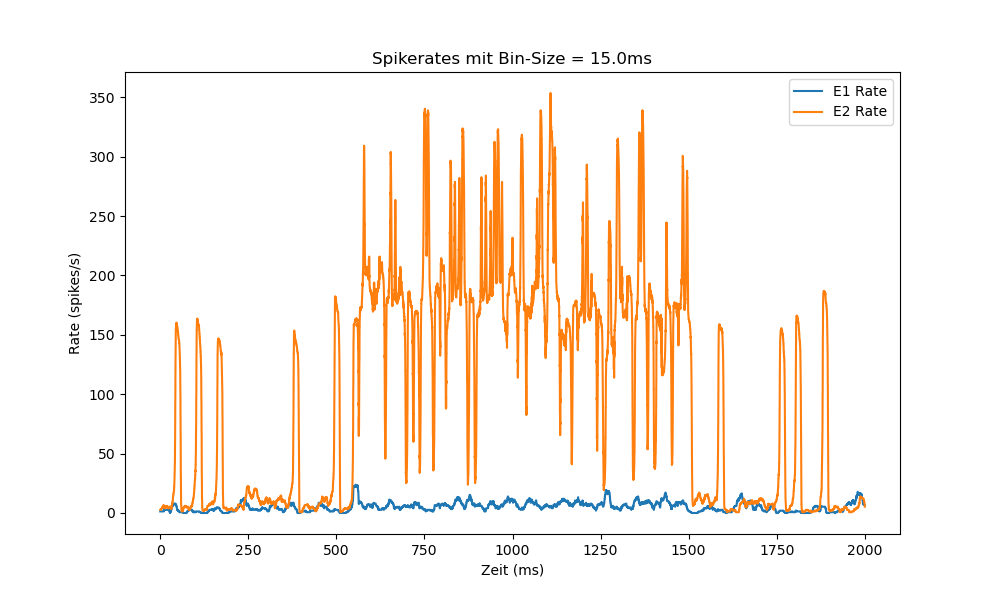 Spikerates mit Bin-Size = 15.0ms
E1 Rate
E2 Rate
350
300
250
200
150
100
50
0
Rate (spikes/s)
0 250 500 750 1000 1250 1500 1750 2000
Zeit (ms)